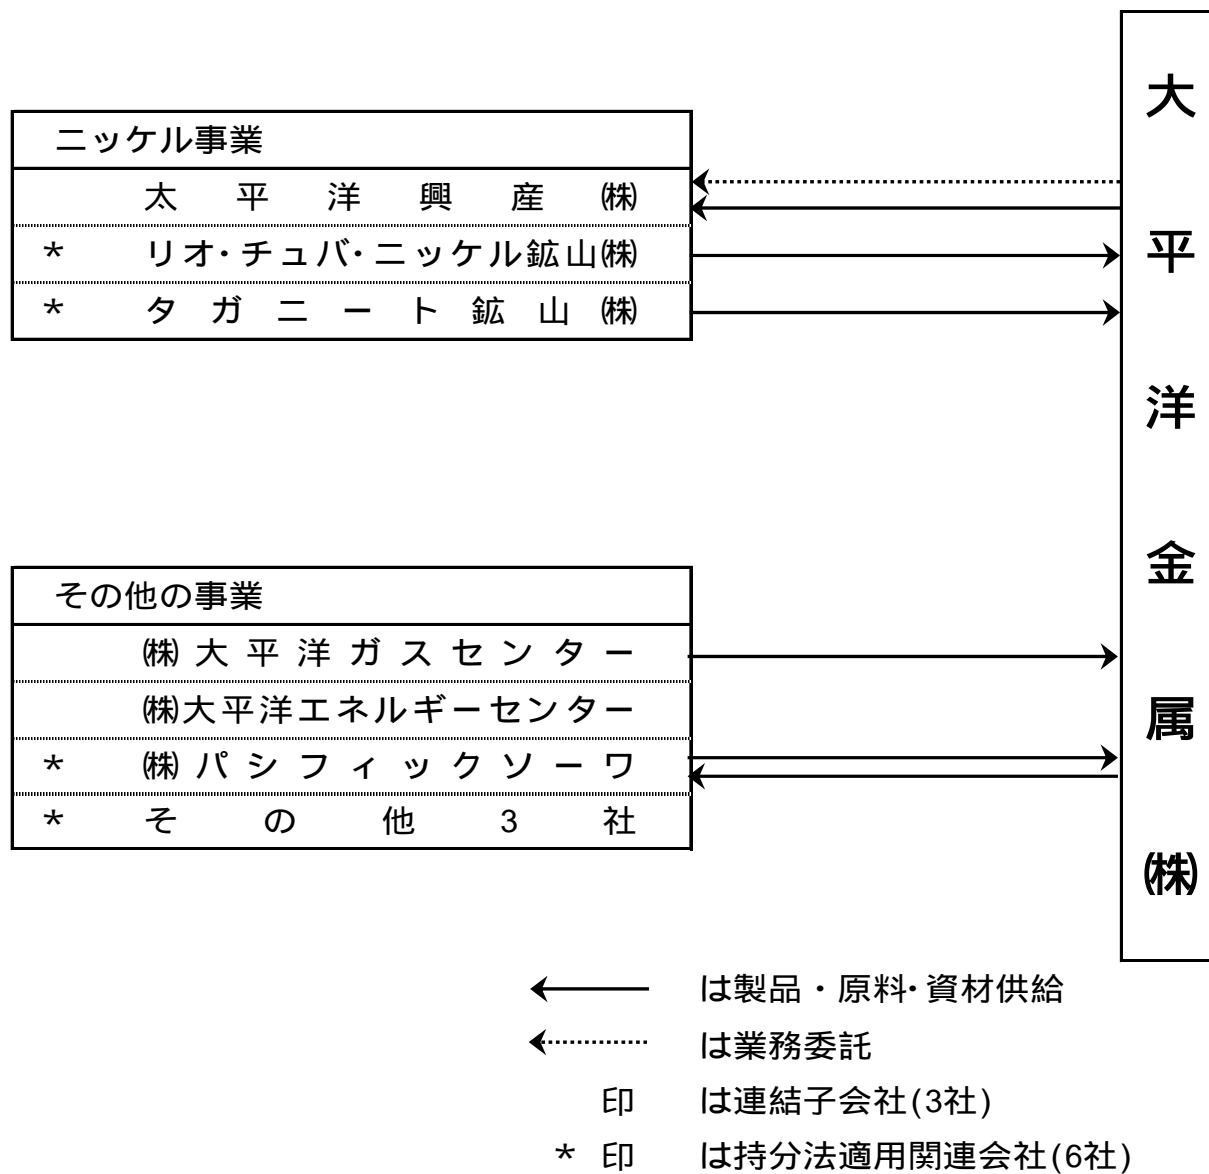 ニッケル事業
太平洋興産㈱
* リオ・チュバ・ニッケル鉱山㈱
* タガニート鉱山㈱
その他の事業
㈱大平洋ガスセンター
㈱大平洋エネルギーセンター
* ㈱パシフィックソーワ
* その他3社
大平洋金属㈱
は製品・原料・資材供給
は業務委託
印 は連結子会社(3社)
* 印 は持分法適用関連会社(6社)